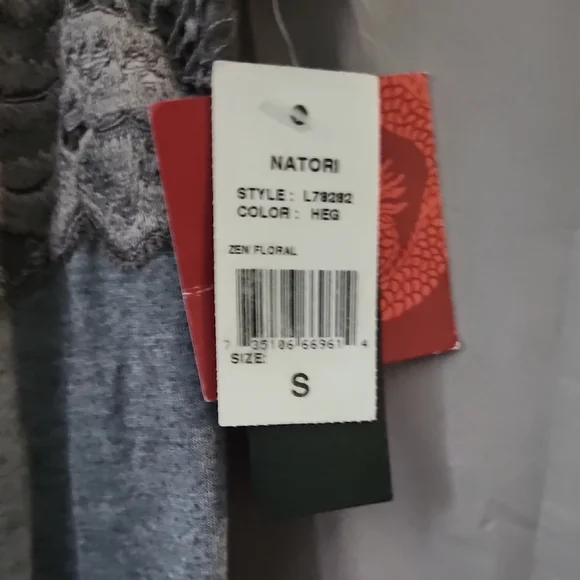 NATORI
STYLE: L78282
COLOR: HEG
ZEN FLORAL
7 35106 66961 4
SIZE:
S